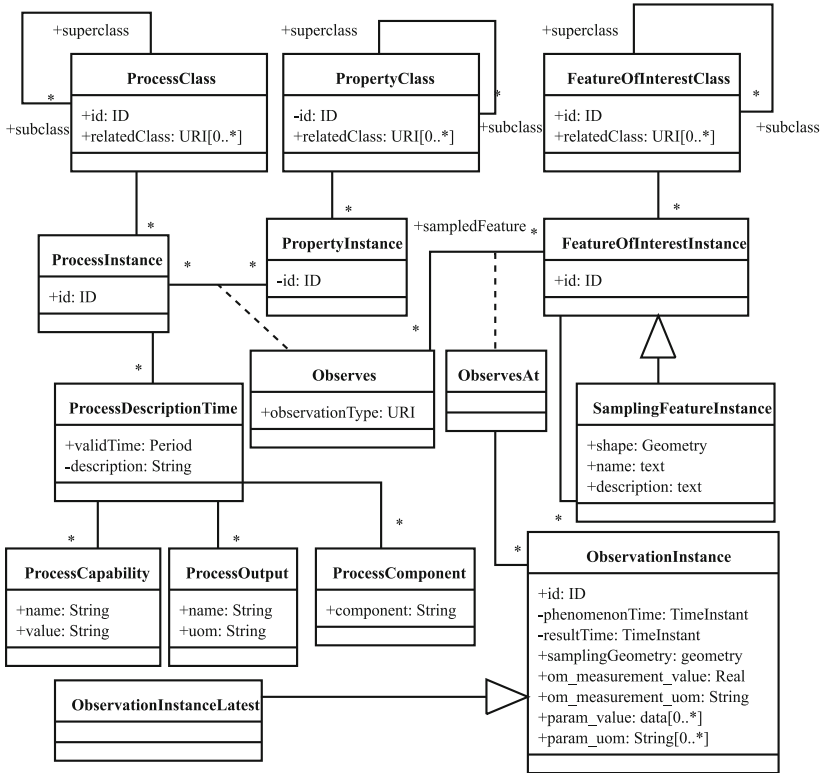 +superclass
+superclass
+superclass
ProcessClass
PropertyClass
FeatureOfInterestClass
*
*
*
+id: ID
-id: ID
+id: ID
+subclass
+relatedClass: URI[0..*]
+relatedClass: URI[0..*]
+subclass
+relatedClass: URI[0..*]
+subclass
*
*
*
+sampledFeature
*
ProcessInstance
PropertyInstance
FeatureOfInterestInstance
*
*
+id: ID
-id: ID
+id: ID
*
*
Observes
ObservesAt
ProcessDescriptionTime
SamplingFeatureInstance
+observationType: URI
+validTime: Period
-description: String
+shape: Geometry
+name: text
+description: text
*
*
*
*
*
ProcessCapability
ProcessOutput
ProcessComponent
ObservationInstance
+name: String
+value: String
+name: String
+uom: String
+component: String
+id: ID
-phenomenonTime: TimeInstant
-resultTime: TimeInstant
+samplingGeometry: geometry
+om_measurement_value: Real
+om_measurement_uom: String
+param_value: data[0..*]
+param_uom: String[0..*]
ObservationInstanceLatest